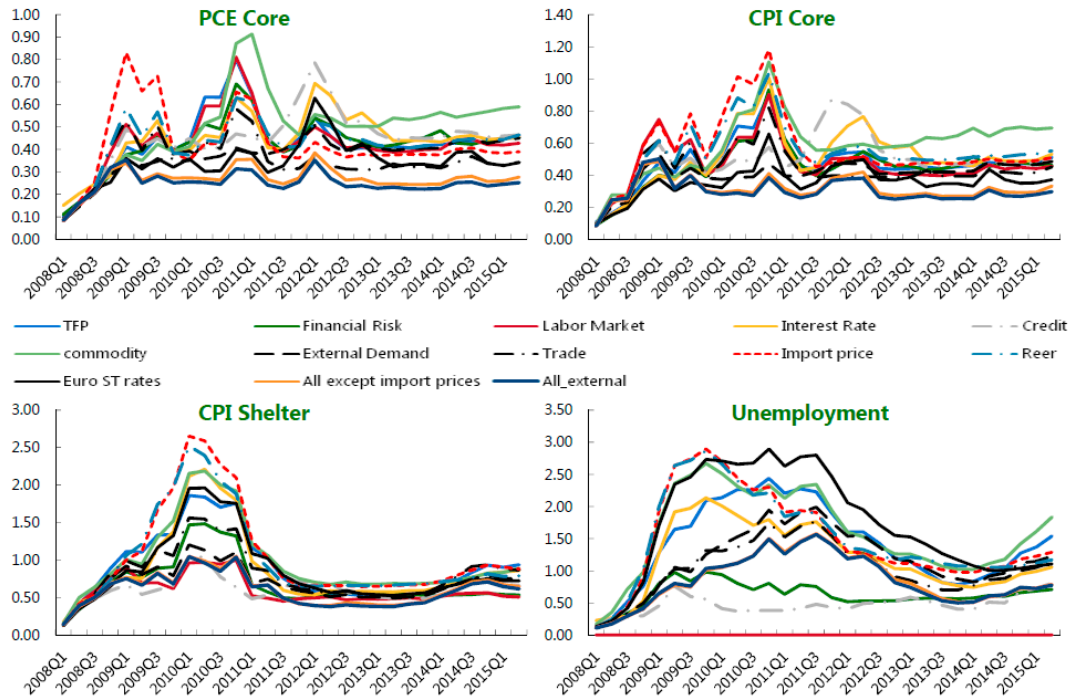 PCE Core
CPI Core
1.00
0.90
0.80
0.70
0.60
0.50
0.40
0.30
0.20
0.10
0.00
2008Q1
2008Q3
2009Q1
2009Q3
2010Q1
2010Q3
2011Q1
2011Q3
2012Q1
2012Q3
2013Q1
2013Q3
2014Q1
2014Q3
2015Q1
1.40
1.20
1.00
0.80
0.60
0.40
0.20
0.00
2008Q1
2008Q3
2009Q1
2009Q3
2010Q1
2010Q3
2011Q1
2011Q3
2012Q1
2012Q3
2013Q1
2013Q3
2014Q1
2014Q3
2015Q1
TFP Financial Risk Labor Market Interest Rate Credit
commodity External Demand Trade Import price Reer
Euro ST rates All except import prices All_external
CPI Shelter
Unemployment
3.00
2.50
2.00
1.50
1.00
0.50
0.00
2008Q1
2008Q3
2009Q1
2009Q3
2010Q1
2010Q3
2011Q1
2011Q3
2012Q1
2012Q3
2013Q1
2013Q3
2014Q1
2014Q3
2015Q1
3.50
3.00
2.50
2.00
1.50
1.00
0.50
0.00
2008Q1
2008Q3
2009Q1
2009Q3
2010Q1
2010Q3
2011Q1
2011Q3
2012Q1
2012Q3
2013Q1
2013Q3
2014Q1
2014Q3
2015Q1